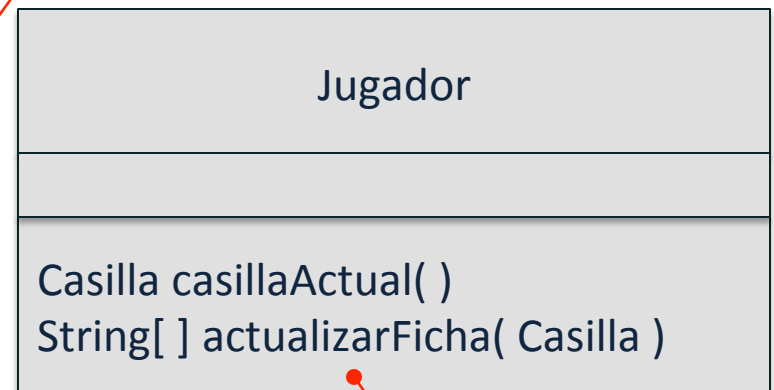 Jugador
Casilla casillaActual( )
String[ ] actualizarFicha( Casilla )